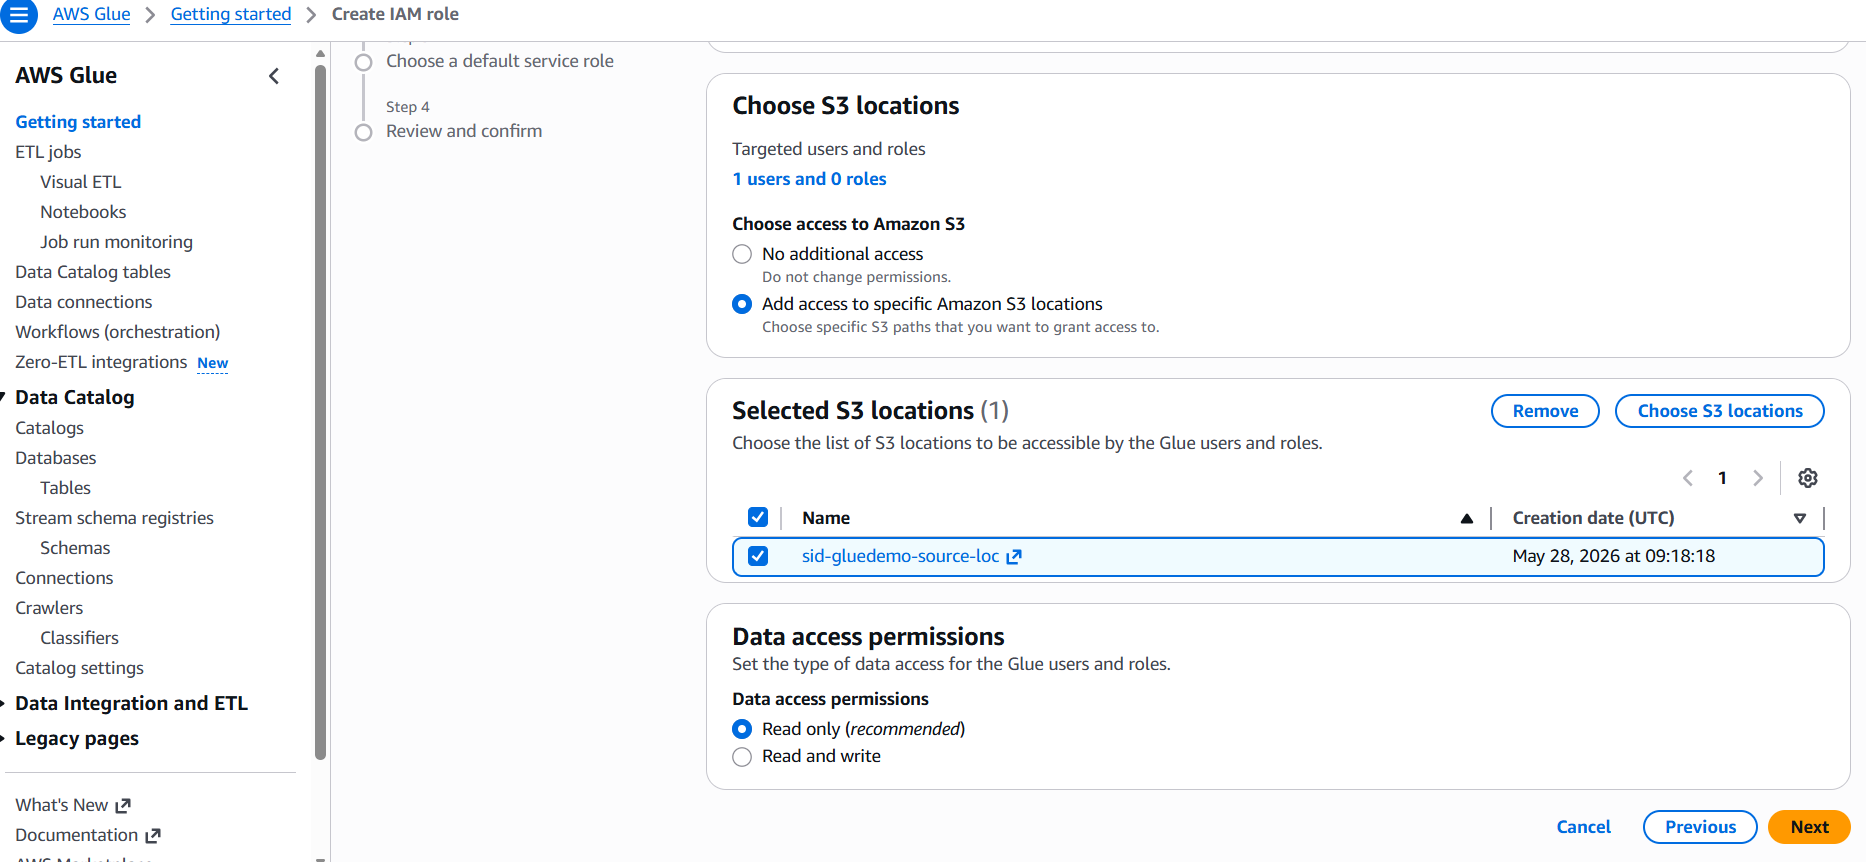 AWS Glue > Getting started > Create IAM role
AWS Glue
Getting started
ETL jobs
Visual ETL
Notebooks
Job run monitoring
Data Catalog tables
Data connections
Workflows (orchestration)
Zero-ETL integrations New
Data Catalog
Catalogs
Databases
Tables
Stream schema registries
Schemas
Connections
Crawlers
Classifiers
Catalog settings
Data Integration and ETL
Legacy pages
What's New
Documentation
Choose a default service role
Step 4
Review and confirm
Choose S3 locations
Targeted users and roles
1 users and 0 roles
Choose access to Amazon S3
No additional access
Do not change permissions.
Add access to specific Amazon S3 locations
Choose specific S3 paths that you want to grant access to.
Selected S3 locations (1)
Remove
Choose S3 locations
Choose the list of S3 locations to be accessible by the Glue users and roles.
1
Name
Creation date (UTC)
sid-gluedemo-source-loc
May 28, 2026 at 09:18:18
Data access permissions
Set the type of data access for the Glue users and roles.
Data access permissions
Read only (recommended)
Read and write
Cancel
Previous
Next